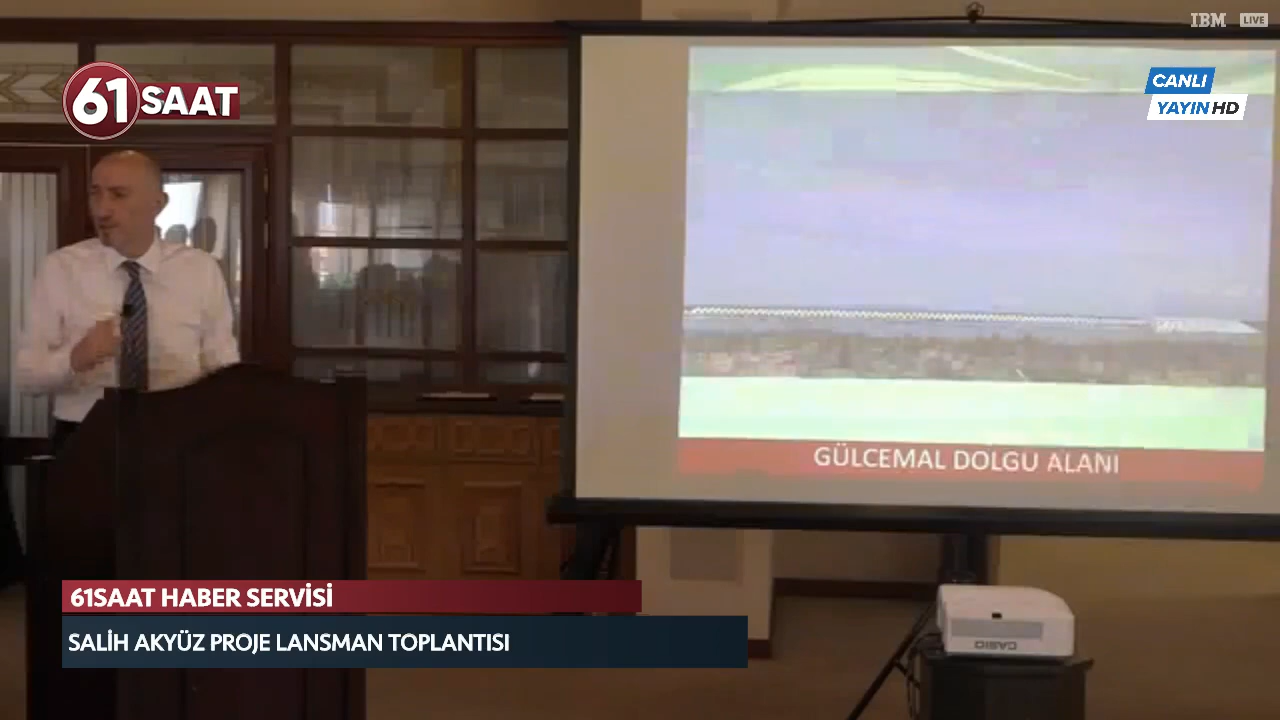 IBM LIVE
61SAAT
CANLI
YAYIN HD
GÜLCEMAL DOLGU ALANI
61SAAT HABER SERVİSİ
SALİH AKYÜZ PROJE LANSMAN TOPLANTISI
CASIO